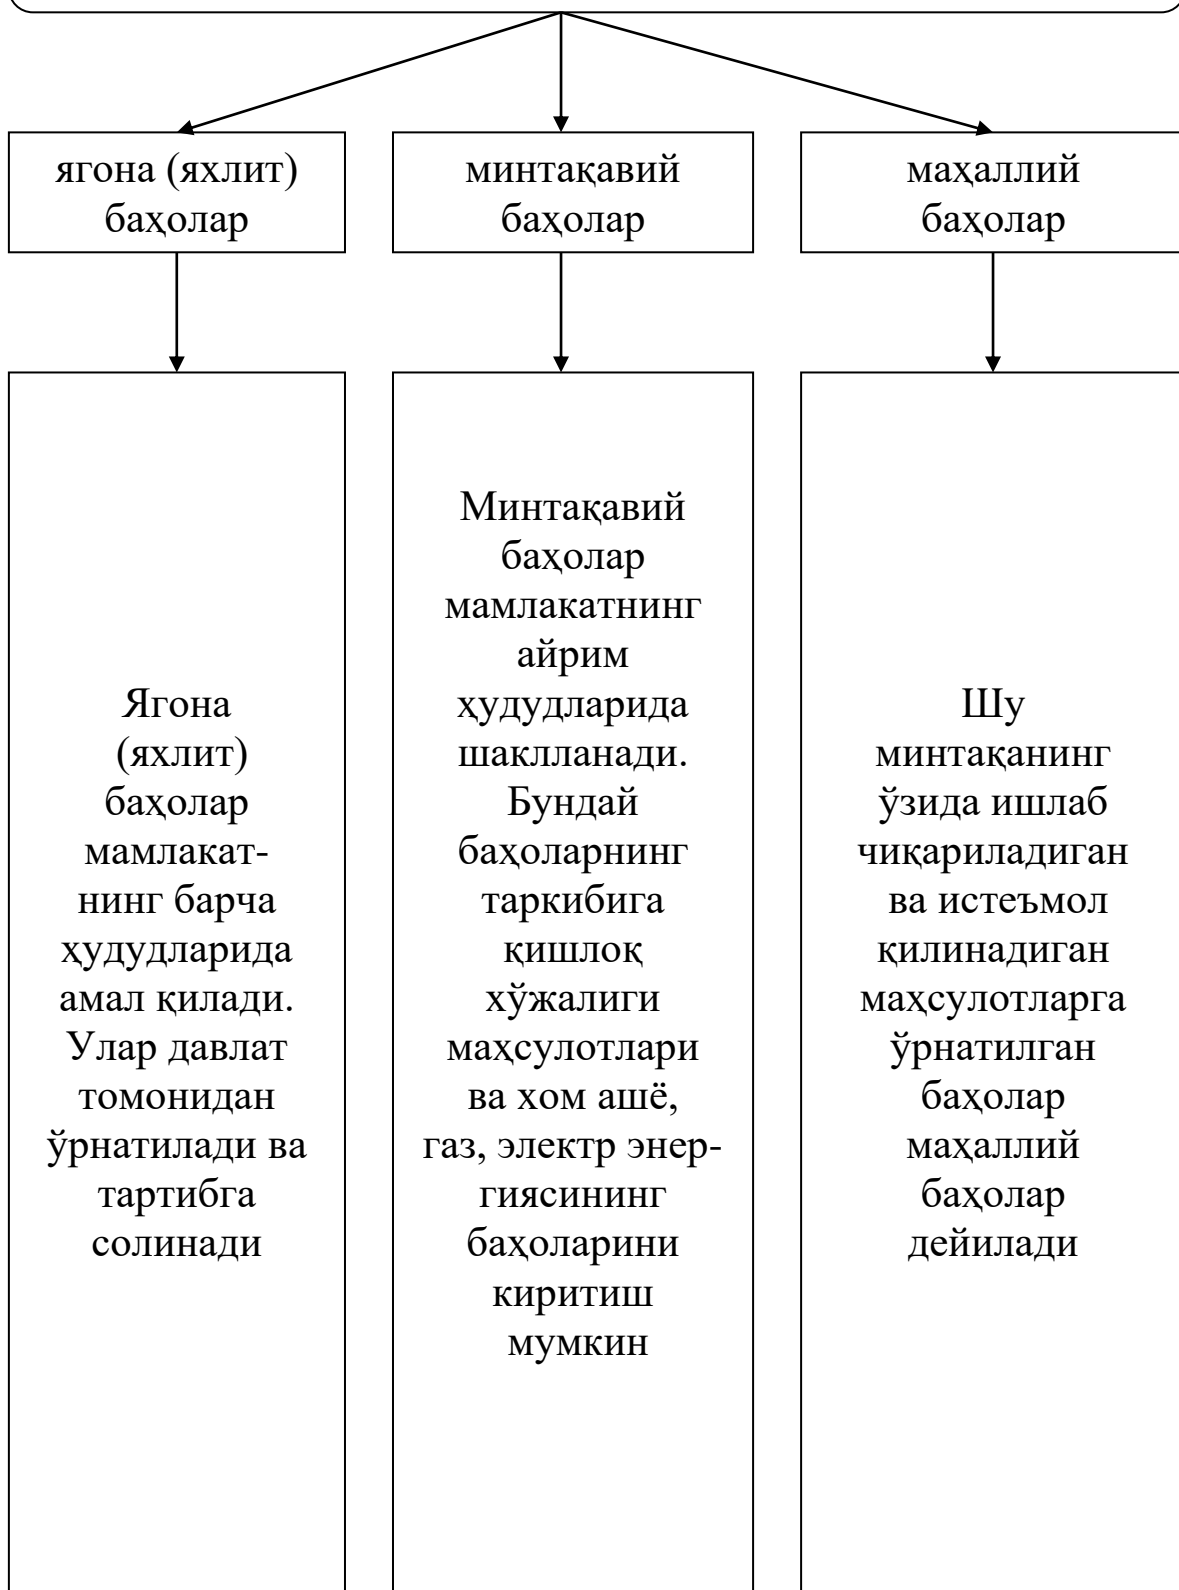 ягона (яхлит)
баҳолар
минтақавий
баҳолар
маҳаллий
баҳолар
Ягона
(яхлит)
баҳолар
мамлакат-
нинг барча
ҳудудларида
амал қилади.
Улар давлат
томонидан
ўрнатилади ва
тартибга
солинади
Минтақавий
баҳолар
мамлакатнинг
айрим
ҳудудларида
шаклланади.
Бундай
баҳоларнинг
таркибига
қишлоқ
хўжалиги
маҳсулотлари
ва хом ашё,
газ, электр энер-
гиясининг
баҳоларини
киритиш
мумкин
Шу
минтақанинг
ўзида ишлаб
чиқариладиган
ва истеъмол
қилинадиган
маҳсулотларга
ўрнатилган
баҳолар
маҳаллий
баҳолар
дейилади